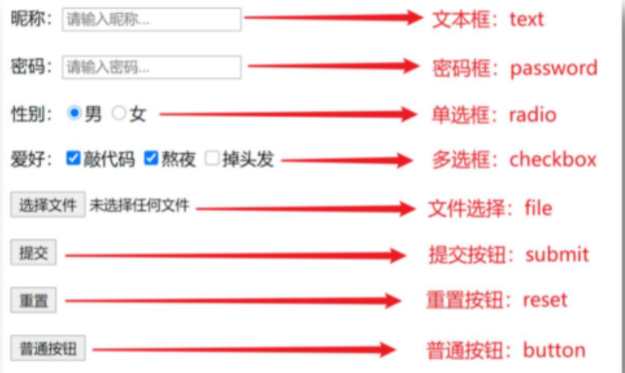 昵称： 请输入昵称... 文本框：text
密码： 请输入密码... 密码框：password
性别： 男 女 单选框：radio
爱好： 敲代码 熬夜 掉头发 多选框：checkbox
选择文件 未选择任何文件 文件选择：file
提交 提交按钮：submit
重置 重置按钮：reset
普通按钮 普通按钮：button